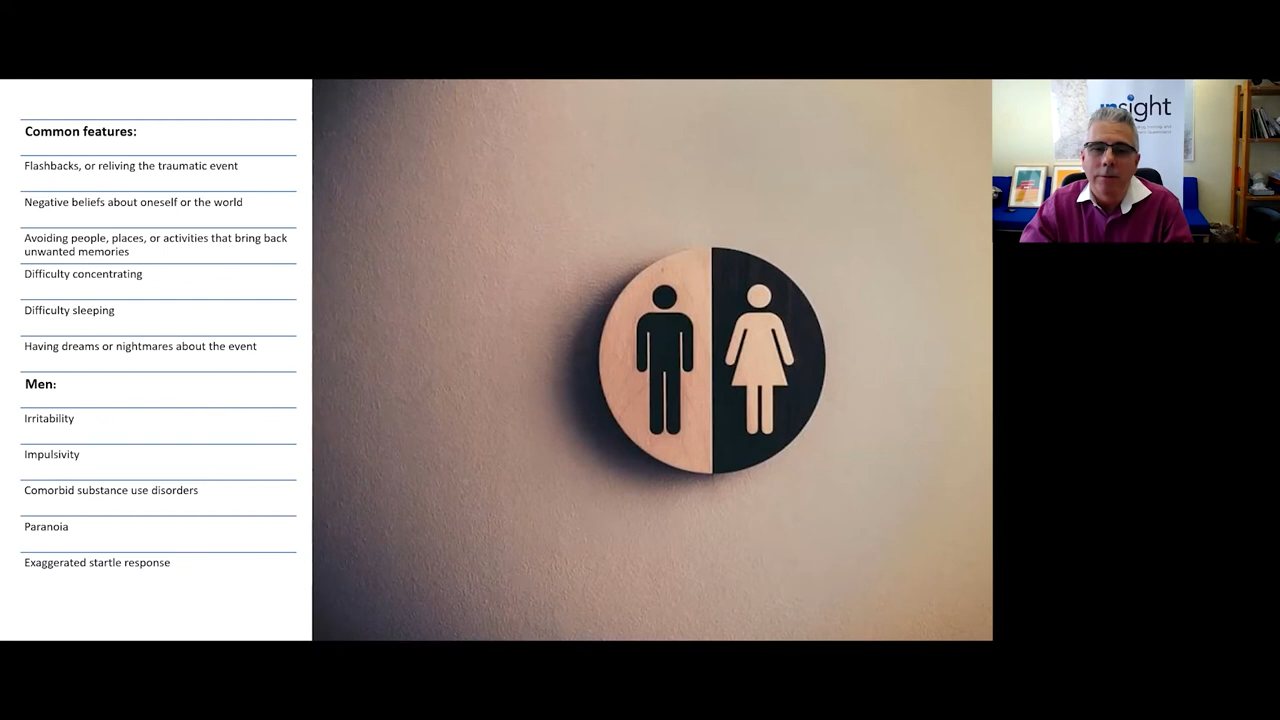 Common features:
Flashbacks, or reliving the traumatic event
Negative beliefs about oneself or the world
Avoiding people, places, or activities that bring back
unwanted memories
Difficulty concentrating
Difficulty sleeping
Having dreams or nightmares about the event
Men:
Irritability
Impulsivity
Comorbid substance use disorders
Paranoia
Exaggerated startle response
insight